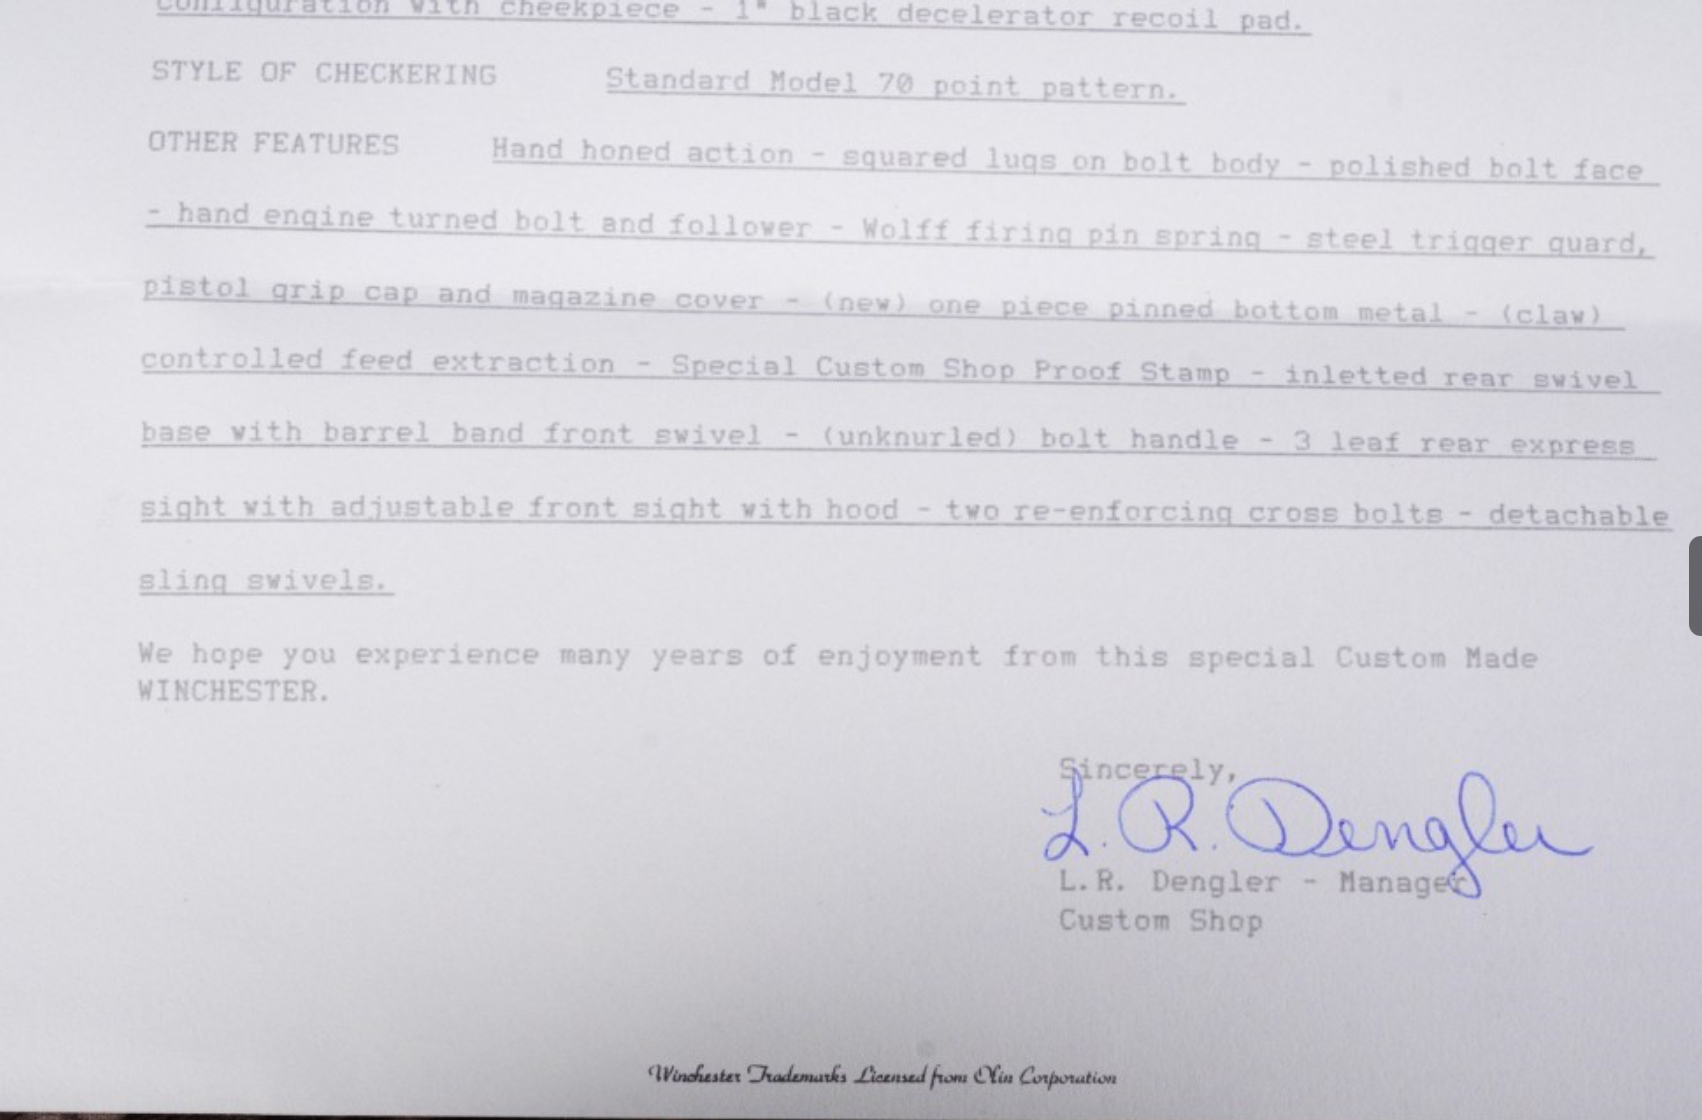 configuration with cheekpiece - 1" black decelerator recoil pad.
STYLE OF CHECKERING Standard Model 70 point pattern.
OTHER FEATURES Hand honed action - squared lugs on bolt body - polished bolt face
- hand engine turned bolt and follower - Wolff firing pin spring - steel trigger guard,
pistol grip cap and magazine cover - (new) one piece pinned bottom metal - (claw)
controlled feed extraction - Special Custom Shop Proof Stamp - inletted rear swivel
base with barrel band front swivel - (unknurled) bolt handle - 3 leaf rear express
sight with adjustable front sight with hood - two re-enforcing cross bolts - detachable
sling swivels.
We hope you experience many years of enjoyment from this special Custom Made
WINCHESTER.
Sincerely,
L. R. Dengler
L.R. Dengler - Manager
Custom Shop
Winchester Trademarks Licensed from Olin Corporation